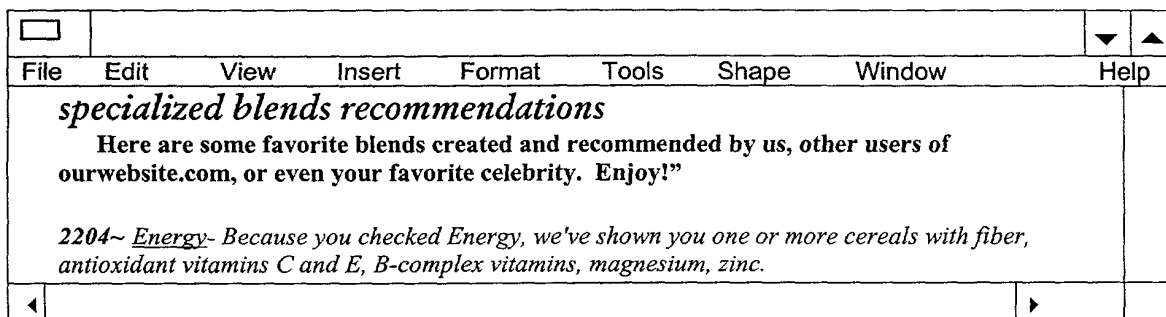 File Edit View Insert Format Tools Shape Window Help
specialized blends recommendations
Here are some favorite blends created and recommended by us, other users of
ourwebsite.com, or even your favorite celebrity. Enjoy!”
2204~ Energy- Because you checked Energy, we've shown you one or more cereals with fiber,
antioxidant vitamins C and E, B-complex vitamins, magnesium, zinc.